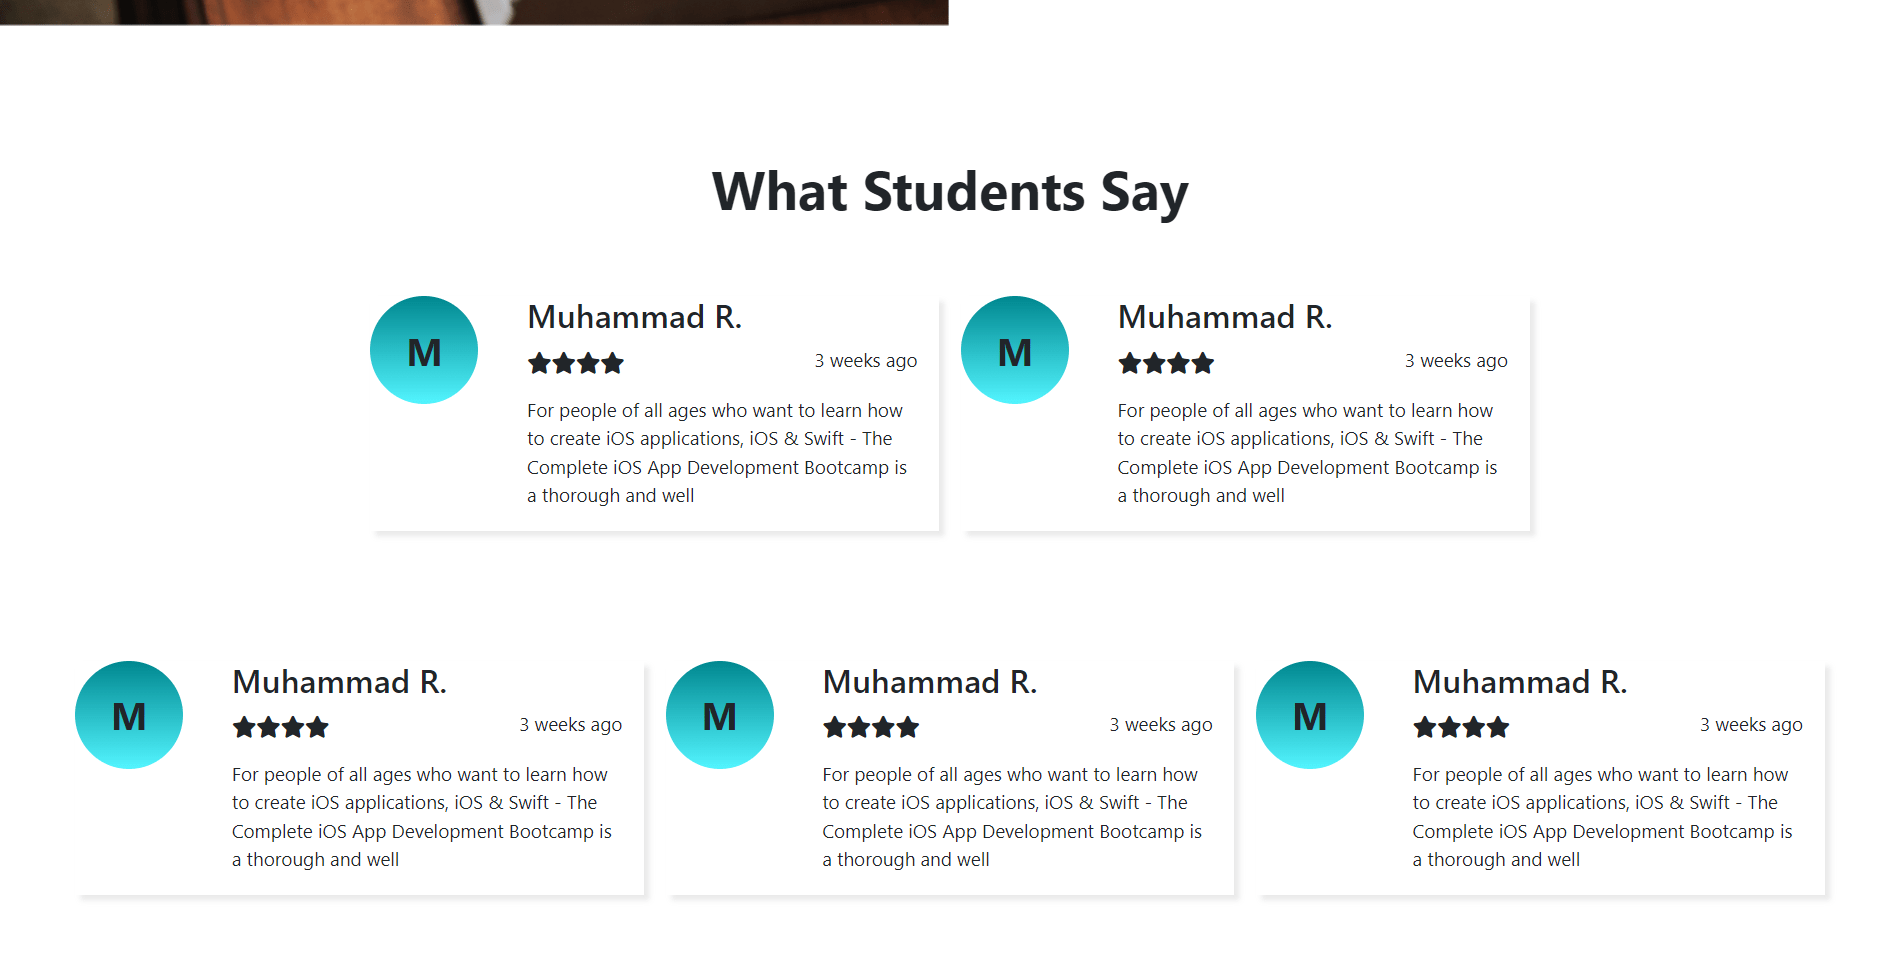 What Students Say
M
Muhammad R.
3 weeks ago
For people of all ages who want to learn how
to create iOS applications, iOS & Swift - The
Complete iOS App Development Bootcamp is
a thorough and well
M
Muhammad R.
3 weeks ago
For people of all ages who want to learn how
to create iOS applications, iOS & Swift - The
Complete iOS App Development Bootcamp is
a thorough and well
M
Muhammad R.
3 weeks ago
For people of all ages who want to learn how
to create iOS applications, iOS & Swift - The
Complete iOS App Development Bootcamp is
a thorough and well
M
Muhammad R.
3 weeks ago
For people of all ages who want to learn how
to create iOS applications, iOS & Swift - The
Complete iOS App Development Bootcamp is
a thorough and well
M
Muhammad R.
3 weeks ago
For people of all ages who want to learn how
to create iOS applications, iOS & Swift - The
Complete iOS App Development Bootcamp is
a thorough and well